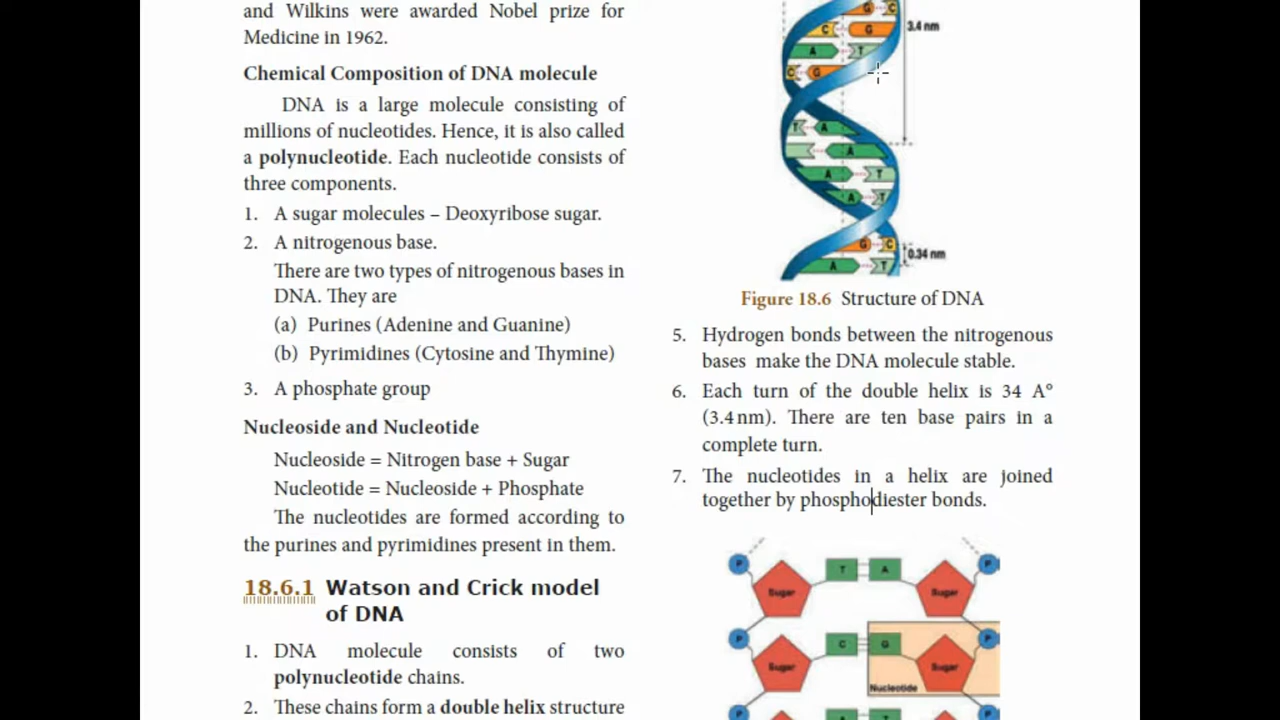 and Wilkins were awarded Nobel prize for
Medicine in 1962.
Chemical Composition of DNA molecule
DNA is a large molecule consisting of
millions of nucleotides. Hence, it is also called
a polynucleotide. Each nucleotide consists of
three components.
1. A sugar molecules – Deoxyribose sugar.
2. A nitrogenous base.
There are two types of nitrogenous bases in
DNA. They are
(a) Purines (Adenine and Guanine)
(b) Pyrimidines (Cytosine and Thymine)
3. A phosphate group
Nucleoside and Nucleotide
Nucleoside = Nitrogen base + Sugar
Nucleotide = Nucleoside + Phosphate
The nucleotides are formed according to
the purines and pyrimidines present in them.
18.6.1 Watson and Crick model
of DNA
1. DNA molecule consists of two
polynucleotide chains.
2. These chains form a double helix structure
G C
C G 3.4 nm
A T
C G
T A
A
A T
A T
G C 0.34 nm
A T
Figure 18.6 Structure of DNA
5. Hydrogen bonds between the nitrogenous
bases make the DNA molecule stable.
6. Each turn of the double helix is 34 A°
(3.4 nm). There are ten base pairs in a
complete turn.
7. The nucleotides in a helix are joined
together by phosphodiester bonds.
P T A P
Sugar Sugar
P C G P
Sugar Sugar
Nucleotide
P A T P